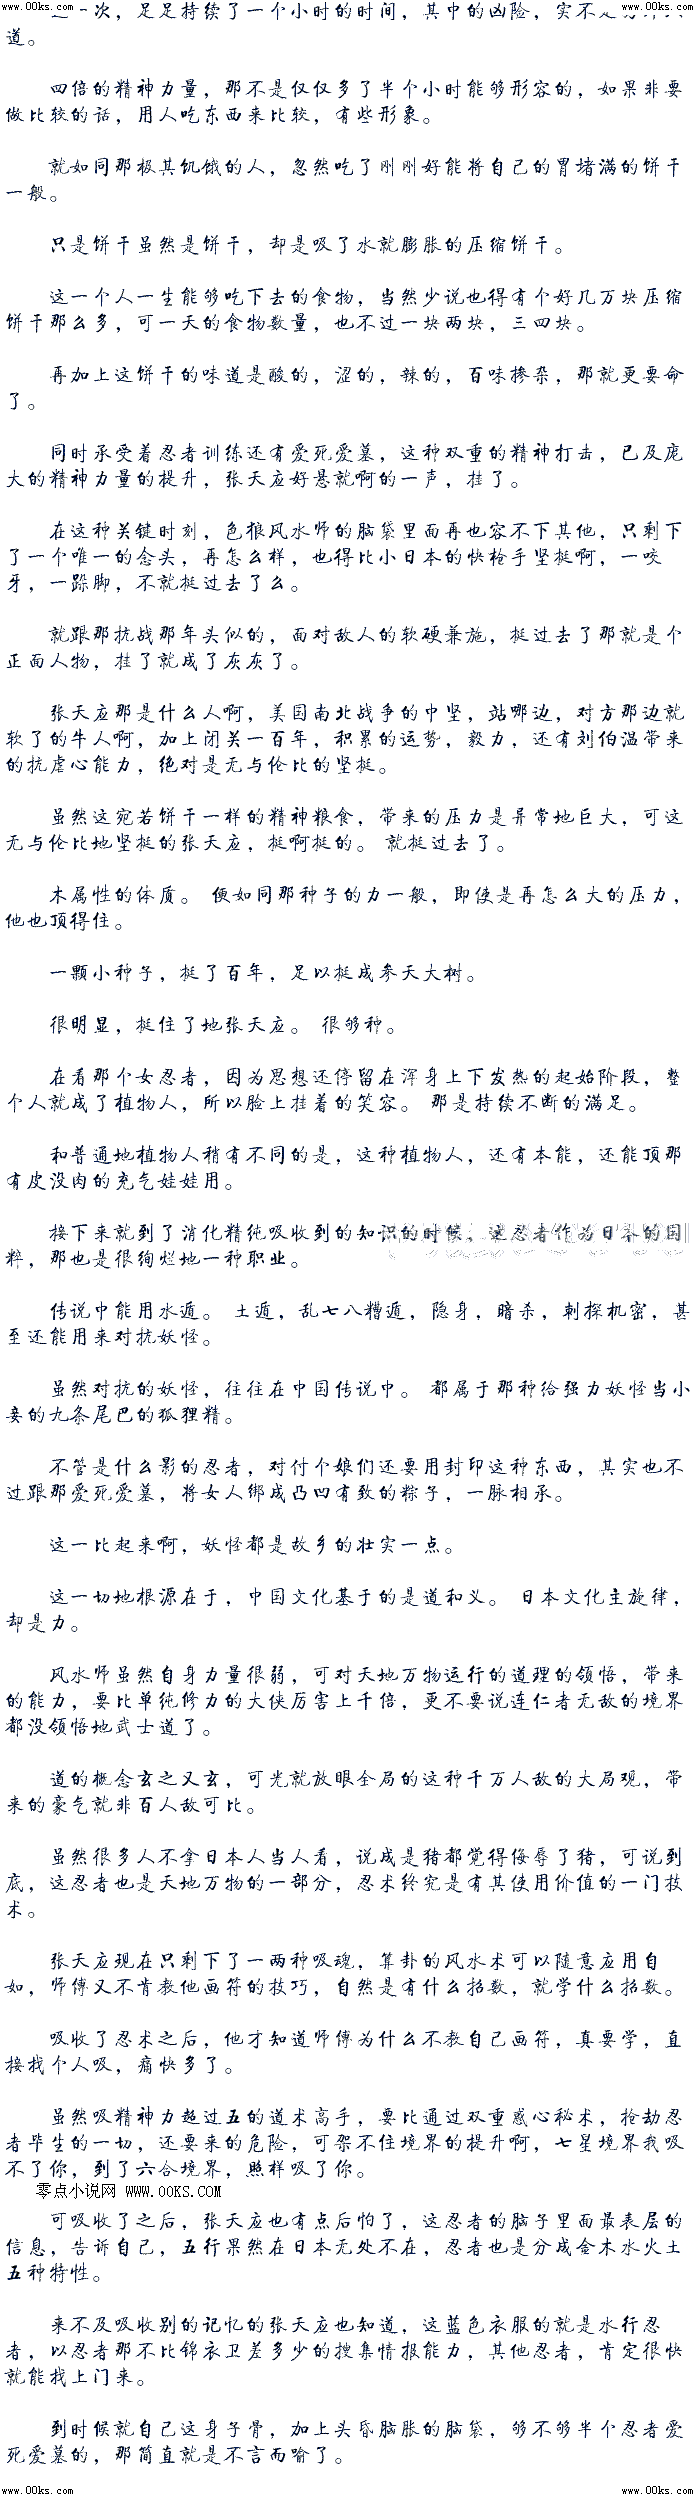 www.00ks.com www.00ks.com
一次，足足持续了一个小时的时间，其中的凶险，实不足
道。
四倍的精神力量，那不是仅仅多了半个小时能够形容的，如果非要
做比较的话，用人吃东西来比较，有些形象。
就如同那极其饥饿的人，忽然吃了刚刚好能将自己的胃堵满的饼干
一般。
只是饼干虽然是饼干，却是吸了水就膨胀的压缩饼干。
这一个人一生能够吃下去的食物，当然少说也得有个好几万块压缩
饼干那么多，可一天的食物数量，也不过一块两块，三四块。
再加上这饼干的味道是酸的，涩的，辣的，百味掺杂，那就更要命
了。
同时承受着忍者训练还有爱死爱墓，这种双重的精神打击，已及庞
大的精神力量的提升，张天应好悬就啊的一声，挂了。
在这种关键时刻，色狼风水师的脑袋里面再也容不下其他，只剩下
了一个唯一的念头，再怎么样，也得比小日本的快枪手坚挺啊，一咬
牙，一跺脚，不就挺过去了么。
就跟那抗战那年头似的，面对敌人的软硬兼施，挺过去了那就是个
正面人物，挂了就成了灰灰了。
张天应那是什么人啊，美国南北战争的中坚，站哪边，对方那边就
软了的牛人啊，加上闭关一百年，积累的运势，毅力，还有刘伯温带来
的抗虐心能力，绝对是无与伦比的坚挺。
虽然这宛若饼干一样的精神粮食，带来的压力是异常地巨大，可这
无与伦比地坚挺的张天应，挺啊挺的。 就挺过去了。
木属性的体质。 便如同那种子的力一般，即使是再怎么大的压力，
他也顶得住。
一颗小种子，挺了百年，足以挺成参天大树。
很明显，挺住了地张天应。 很够种。
在看那个女忍者，因为思想还停留在浑身上下发热的起始阶段，整
个人就成了植物人，所以脸上挂着的笑容。 那是持续不断的满足。
和普通地植物人稍有不同的是，这种植物人，还有本能，还能顶那
有皮没肉的充气娃娃用。
接下来就到了消化精纯吸收到的知识的时候，这忍者作为日本的国
粹，那也是很绚烂地一种职业。
传说中能用水遁。 土遁，乱七八糟遁，隐身，暗杀，刺探机密，甚
至还能用来对抗妖怪。
虽然对抗的妖怪，往往在中国传说中。 都属于那种给强力妖怪当小
妾的九条尾巴的狐狸精。
不管是什么影的忍者，对付个娘们还要用封印这种东西，其实也不
过跟那爱死爱墓，将女人绑成凸凹有致的粽子，一脉相承。
这一比起来啊，妖怪都是故乡的壮实一点。
这一切地根源在于，中国文化基于的是道和义。 日本文化主旋律，
却是力。
风水师虽然自身力量很弱，可对天地万物运行的道理的领悟，带来
的能力，要比单纯修力的大侠厉害上千倍，更不要说连仁者无敌的境界
都没领悟地武士道了。
道的概念玄之又玄，可光就放眼全局的这种千万人敌的大局观，带
来的豪气就非百人敌可比。
虽然很多人不拿日本人当人看，说成是猪都觉得侮辱了猪，可说到
底，这忍者也是天地万物的一部分，忍术终究是有其使用价值的一门技
术。
张天应现在只剩下了一两种吸魂，算卦的风水术可以随意应用自
如，师傅又不肯教他画符的技巧，自然是有什么招数，就学什么招数。
吸收了忍术之后，他才知道师傅为什么不教自己画符，真要学，直
接找个人吸，痛快多了。
虽然吸精神力超过五的道术高手，要比通过双重惑心秘术，抢劫忍
者毕生的一切，还要来的危险，可架不住境界的提升啊，七星境界我吸
不了你，到了六合境界，照样吸了你。
零点小说网 www.00KS.COM
可吸收了之后，张天应也有点后怕了，这忍者的脑子里面最表层的
信息，告诉自己，五行果然在日本无处不在，忍者也是分成金木水火土
五种特性。
来不及吸收别的记忆的张天应也知道，这蓝色衣服的就是水行忍
者，以忍者那不比锦衣卫差多少的搜集情报能力，其他忍者，肯定很快
就能找上门来。
到时候就自己这身子骨，加上头昏脑胀的脑袋，够不够半个忍者爱
死爱墓的，那简直就是不言而喻了。
www.00ks.com www.00ks.com